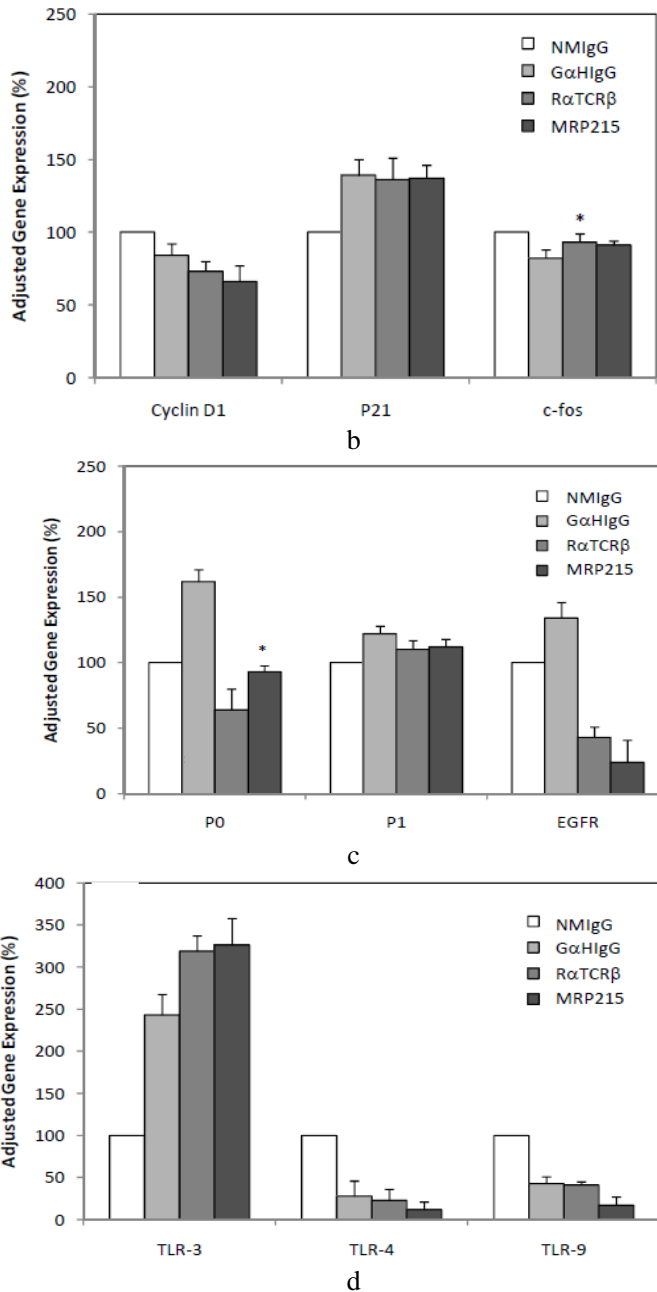 250
200
150
100
50
0
Adjusted Gene Expression (%)
NMIgG
GαHIgG
RαTCRβ
MRP215
*
Cyclin D1 P21 c-fos
b
250
200
150
100
50
0
Adjusted Gene Expression (%)
NMIgG
GαHIgG
RαTCRβ
MRP215
*
P0 P1 EGFR
c
400
350
300
250
200
150
100
50
0
Adjusted Gene Expression (%)
NMIgG
GαHIgG
RαTCRβ
MRP215
TLR-3 TLR-4 TLR-9
d